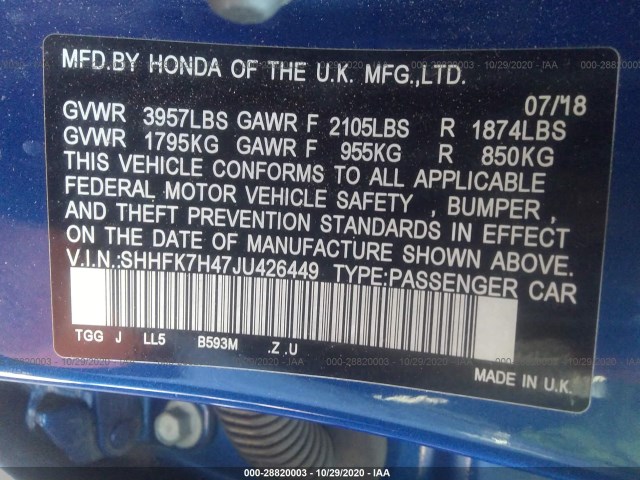 000-28820003 - 10/29/2020 - IAA
MFD.BY HONDA OF THE U.K. MFG.,LTD.
07/18
GVWR 3957LBS GAWR F 2105LBS R 1874LBS
GVWR 1795KG GAWR F 955KG R 850KG
THIS VEHICLE CONFORMS TO ALL APPLICABLE
FEDERAL MOTOR VEHICLE SAFETY , BUMPER ,
AND THEFT PREVENTION STANDARDS IN EFFECT
ON THE DATE OF MANUFACTURE SHOWN ABOVE.
V.I.N.:SHHFK7H47JU426449 TYPE:PASSENGER CAR
TGG J LL5 B593M .Z .U
MADE IN U.K.
000-28820003 - 10/29/2020 - IAA